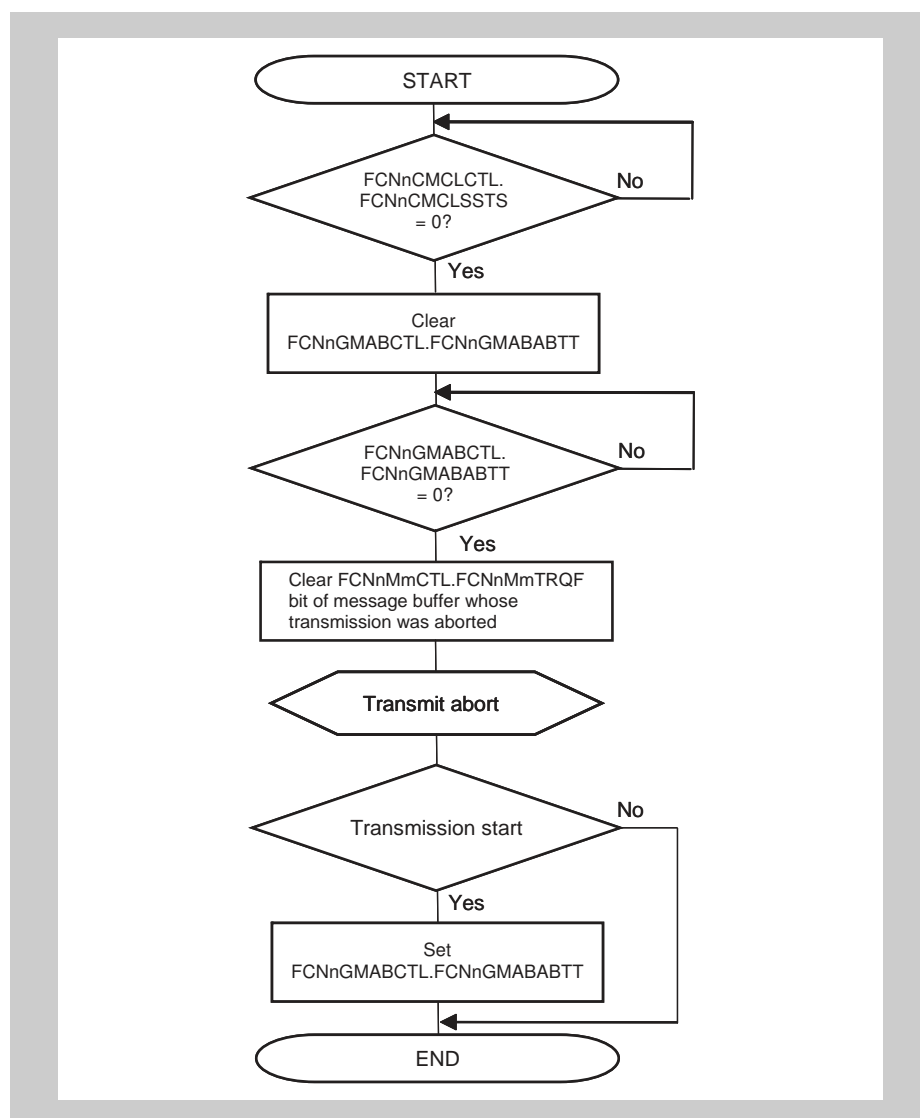 START
FCNnCMCLCTL.
FCNnCMCLSSTS
= 0?
No
Yes
Clear
FCNnGMABCTL.FCNnGMABABTT
FCNnGMABCTL.
FCNnGMABABTT
= 0?
No
Yes
Clear FCNnMmCTL.FCNnMmTRQF
bit of message buffer whose
transmission was aborted
Transmit abort
Transmission start
No
Yes
Set
FCNnGMABCTL.FCNnGMABABTT
END